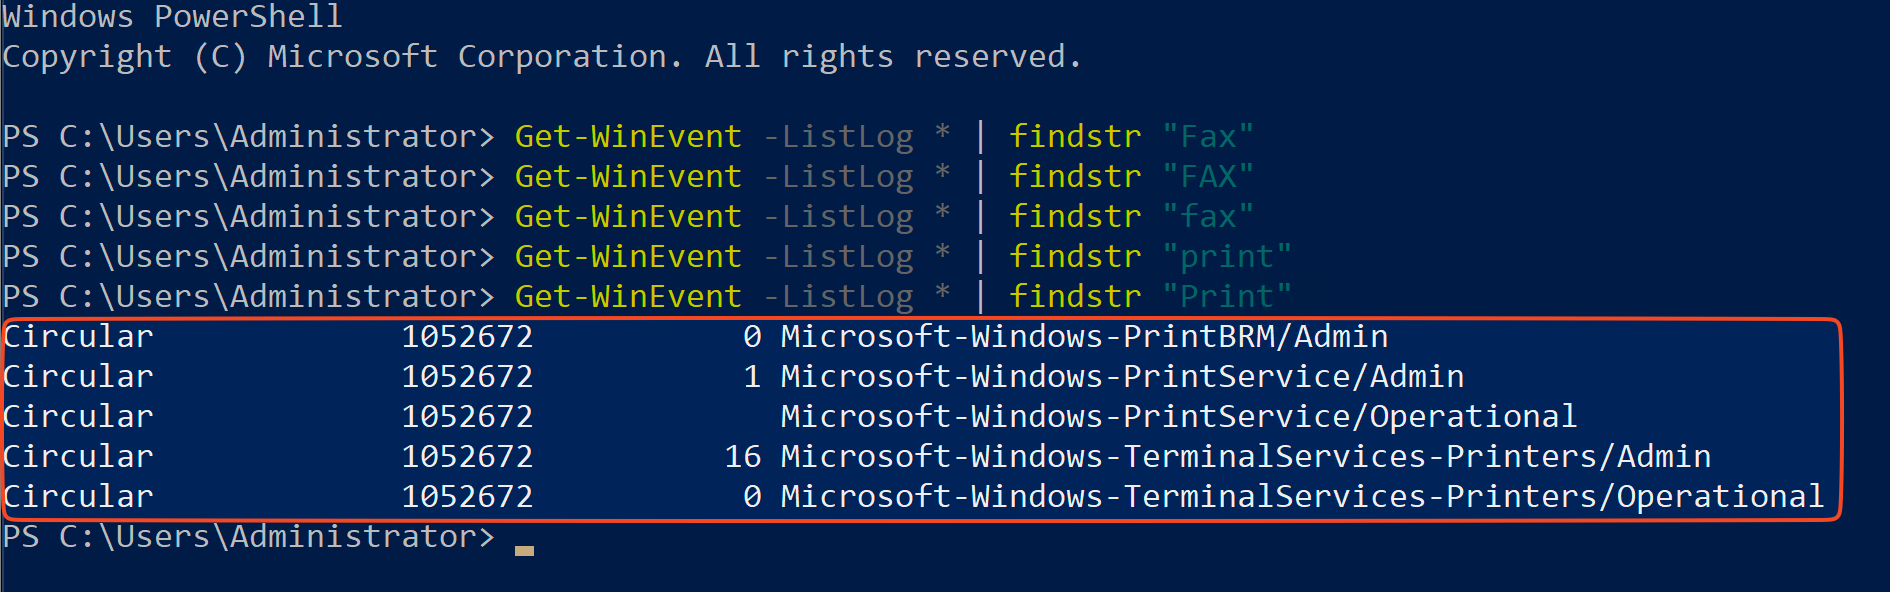 Windows PowerShell
Copyright (C) Microsoft Corporation. All rights reserved.
PS C:\Users\Administrator> Get-WinEvent -ListLog * | findstr "Fax"
PS C:\Users\Administrator> Get-WinEvent -ListLog * | findstr "FAX"
PS C:\Users\Administrator> Get-WinEvent -ListLog * | findstr "fax"
PS C:\Users\Administrator> Get-WinEvent -ListLog * | findstr "print"
PS C:\Users\Administrator> Get-WinEvent -ListLog * | findstr "Print"
Circular 1052672 0 Microsoft-Windows-PrintBRM/Admin
Circular 1052672 1 Microsoft-Windows-PrintService/Admin
Circular 1052672 Microsoft-Windows-PrintService/Operational
Circular 1052672 16 Microsoft-Windows-TerminalServices-Printers/Admin
Circular 1052672 0 Microsoft-Windows-TerminalServices-Printers/Operational
PS C:\Users\Administrator>